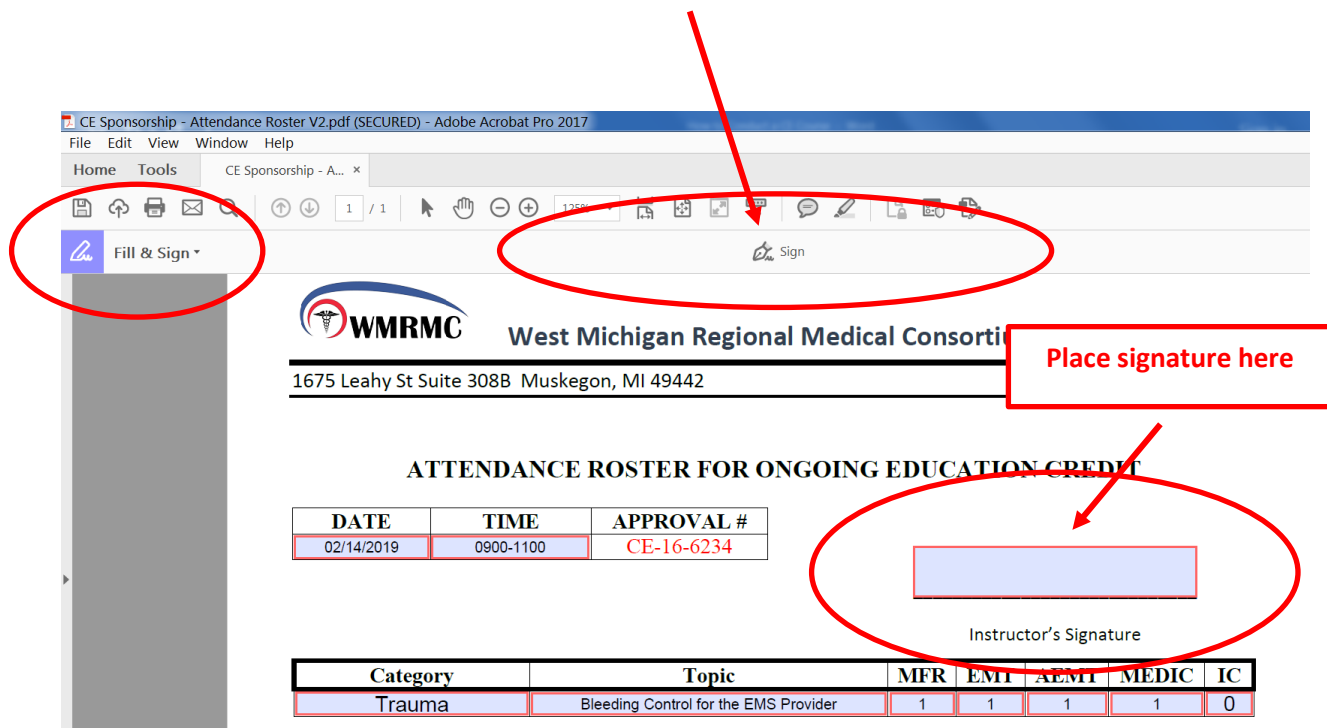 CE Sponsorship - Attendance Roster V2.pdf (SECURED) - Adobe Acrobat Pro 2017
File Edit View Window Help
Home Tools CE Sponsorship - A... ×
1 / 1 125%
Fill & Sign Sign
WMRMC West Michigan Regional Medical
Place signature here
1675 Leahy St Suite 308B Muskegon, MI 49442
ATTENDANCE ROSTER FOR ONGOING EDUCATION CREDIT
DATE TIME APPROVAL #
02/14/2019 0900-1100 CE-16-6234
Instructor's Signature
Category Topic MFR EMT AEMT MEDIC IC
Trauma Bleeding Control for the EMS Provider 1 1 1 1 0